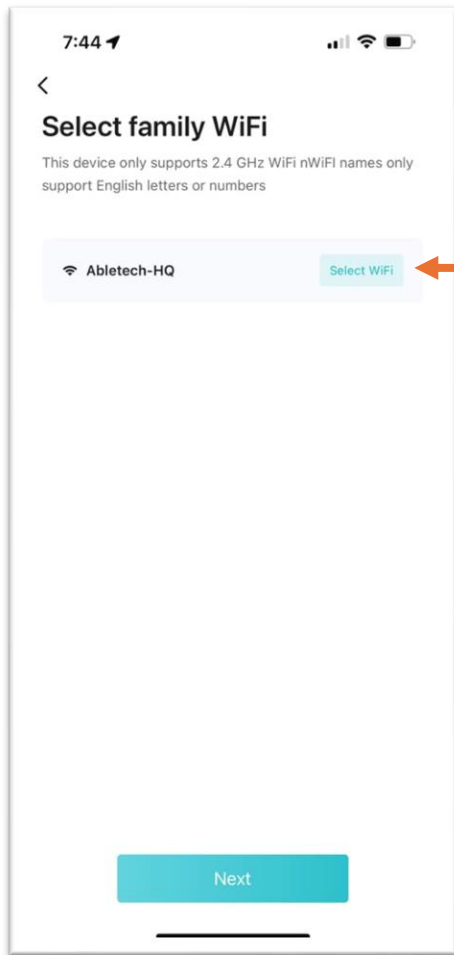 7:44
Select family WiFi
This device only supports 2.4 GHz WiFi nWiFI names only
support English letters or numbers
Abletech-HQ
Select WiFi
Next